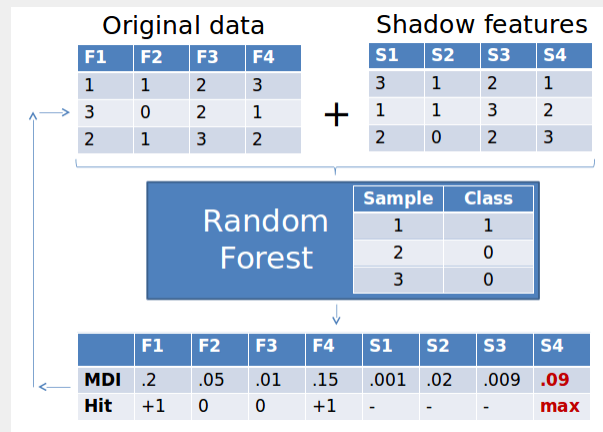 Original data
Shadow features
F1 F2 F3 F4
1 1 2 3
3 0 2 1
2 1 3 2
+
S1 S2 S3 S4
3 1 2 1
1 1 3 2
2 0 2 3
Random
Forest
Sample Class
1 1
2 0
3 0
F1 F2 F3 F4 S1 S2 S3 S4
MDI .2 .05 .01 .15 .001 .02 .009 .09
Hit +1 0 0 +1 - - - max